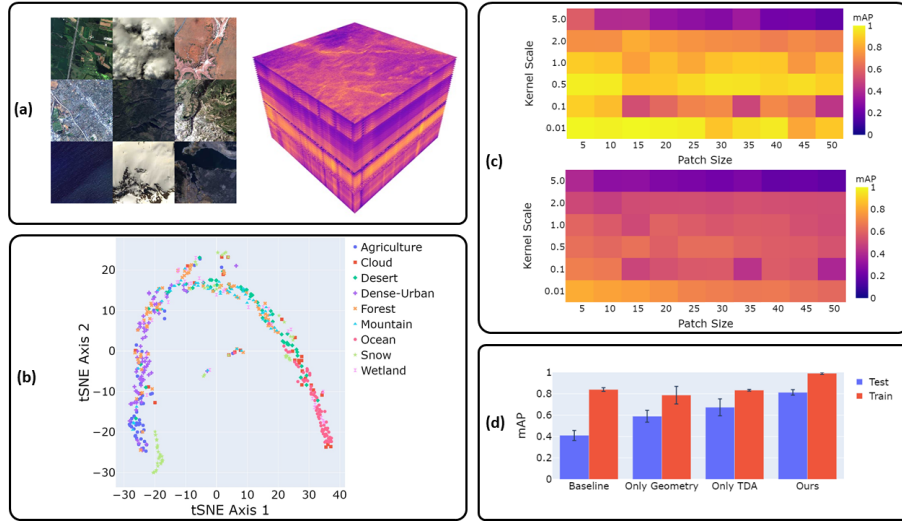 (a)
(b)
tSNE Axis 2
20
10
0
−10
−20
−30
−30 −20 −10 0 10 20 30 40
tSNE Axis 1
Agriculture
Cloud
Desert
Dense-Urban
Forest
Mountain
Ocean
Snow
Wetland
(c)
Kernel Scale
5.0
2.0
1.0
0.5
0.1
0.01
5 10 15 20 25 30 35 40 45 50
Patch Size
mAP
1
0.8
0.6
0.4
0.2
0
Kernel Scale
5.0
2.0
1.0
0.5
0.1
0.01
5 10 15 20 25 30 35 40 45 50
Patch Size
mAP
1
0.8
0.6
0.4
0.2
0
(d)
mAP
1
0.8
0.6
0.4
0.2
0
Baseline Only Geometry Only TDA Ours
Test
Train